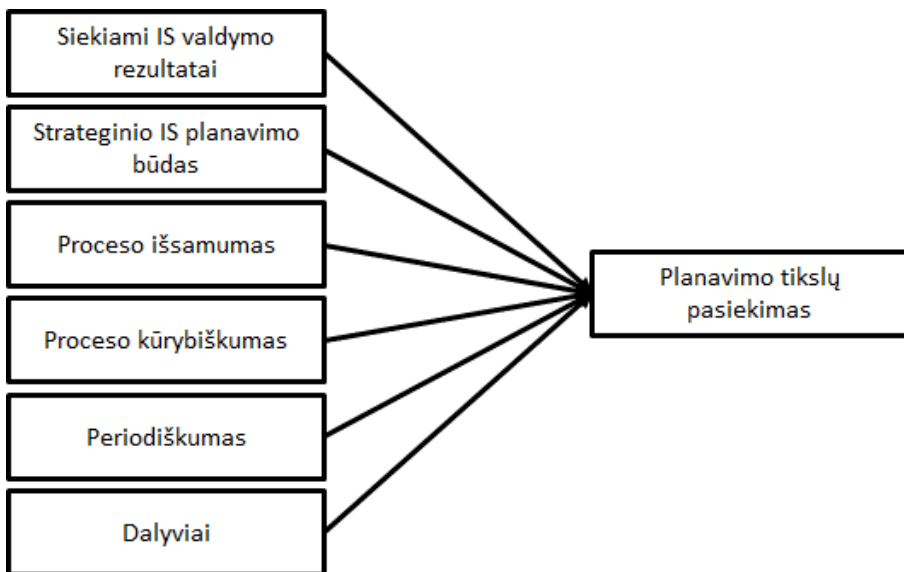 Siekiami IS valdymo
rezultatai
Strateginio IS planavimo
būdas
Proceso išsamumas
Proceso kūrybiškumas
Periodiškumas
Dalyviai
Planavimo tikslų
pasiekimas